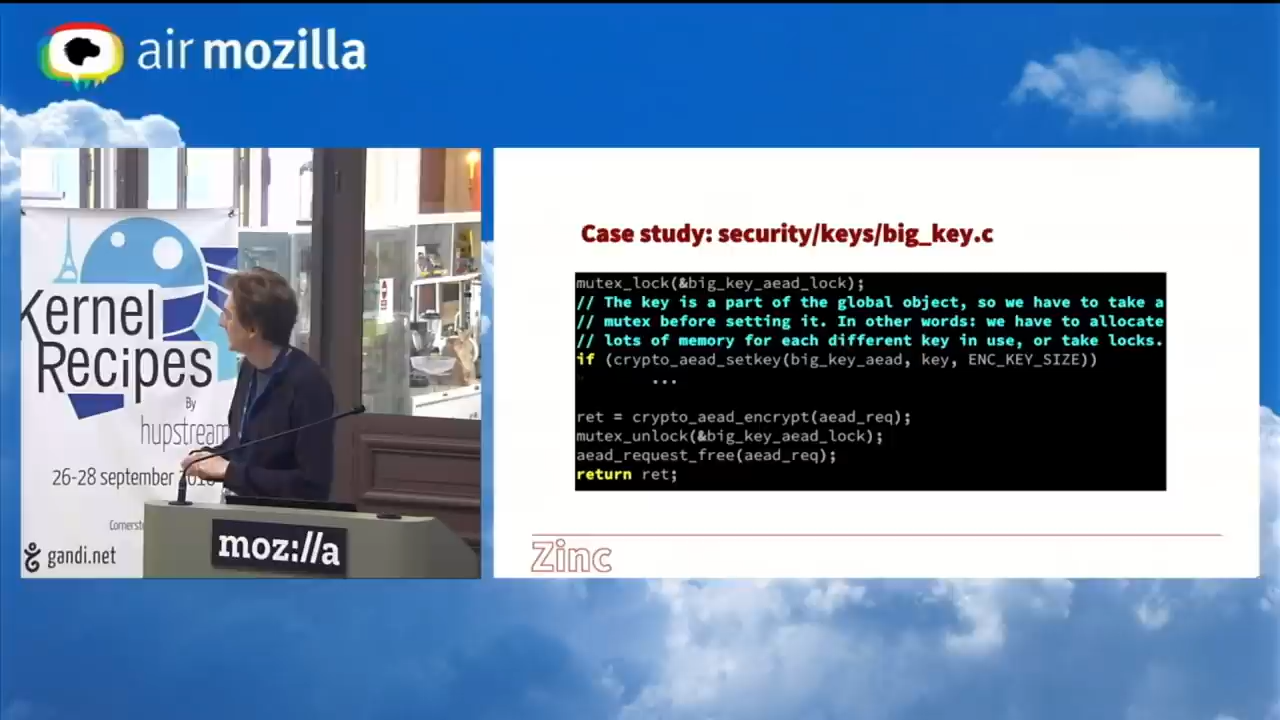 air mozilla
Kernel
Recipes
By
hupstream
26-28 september 2018
gandi.net
moz://a
Case study: security/keys/big_key.c
mutex_lock(&big_key_aead_lock);
// The key is a part of the global object, so we have to take a
// mutex before setting it. In other words: we have to allocate
// lots of memory for each different key in use, or take locks.
if (crypto_aead_setkey(big_key_aead, key, ENC_KEY_SIZE))
...
ret = crypto_aead_encrypt(aead_req);
mutex_unlock(&big_key_aead_lock);
aead_request_free(aead_req);
return ret;
Zinc